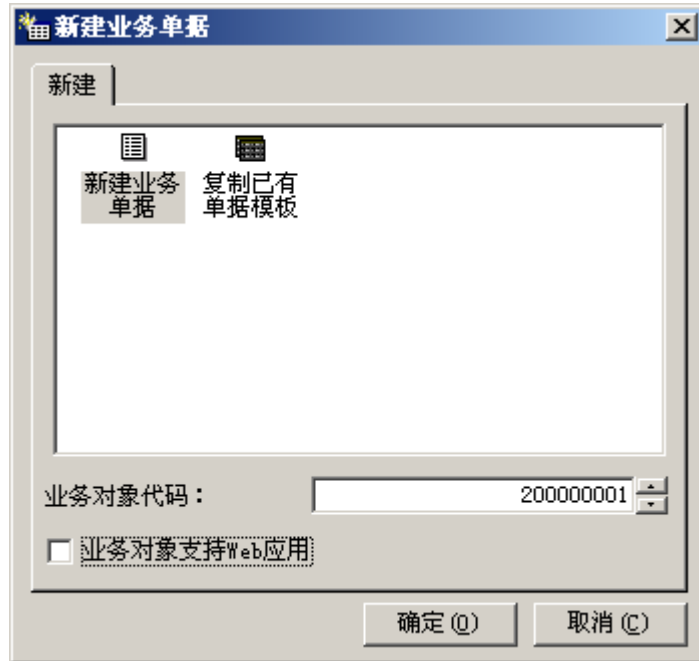 新建业务单据
新建
新建业务
单据
复制已有
单据模板
业务对象代码：
200000001
业务对象支持Web应用
确定(O)
取消(C)